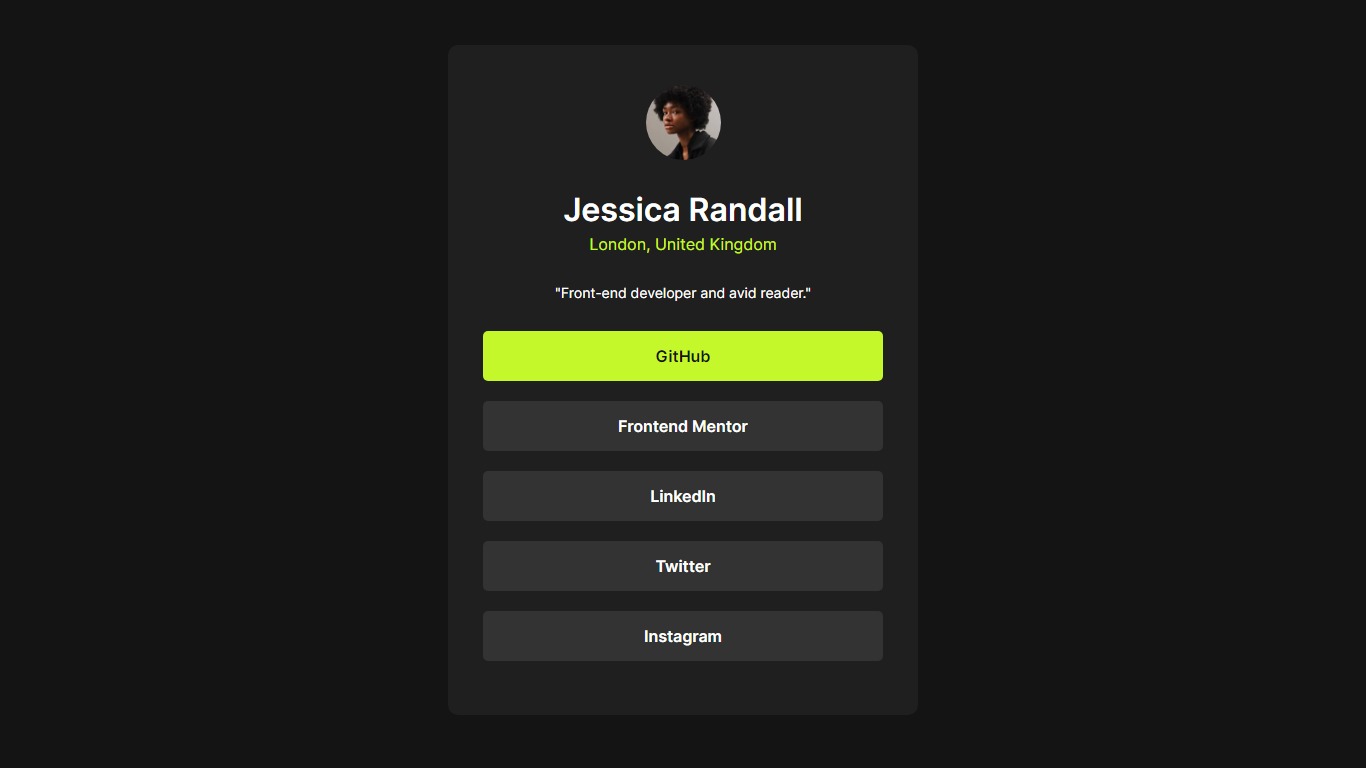 Jessica Randall
London, United Kingdom
"Front-end developer and avid reader."
GitHub
Frontend Mentor
LinkedIn
Twitter
Instagram